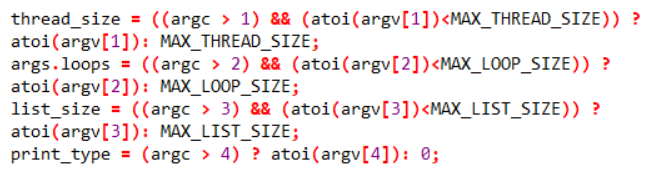 thread_size = ((argc > 1) && (atoi(argv[1])<MAX_THREAD_SIZE)) ?
atoi(argv[1]): MAX_THREAD_SIZE;
args.loops = ((argc > 2) && (atoi(argv[2])<MAX_LOOP_SIZE)) ?
atoi(argv[2]): MAX_LOOP_SIZE;
list_size = ((argc > 3) && (atoi(argv[3])<MAX_LIST_SIZE)) ?
atoi(argv[3]): MAX_LIST_SIZE;
print_type = (argc > 4) ? atoi(argv[4]): 0;